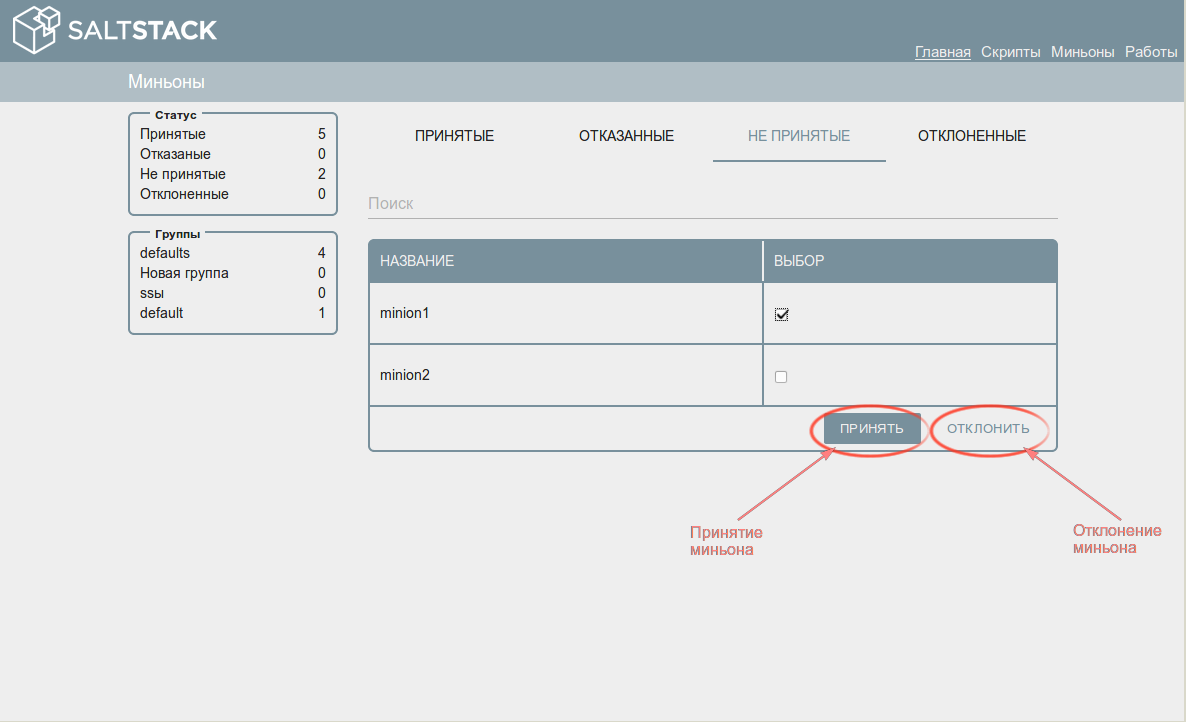 SALTSTACK
Главная Скрипты Миньоны Работы
Миньоны
Статус
Принятые 5
Отказаные 0
Не принятые 2
Отклоненные 0
Группы
defaults 4
Новая группа 0
ssы 0
default 1
ПРИНЯТЫЕ ОТКАЗАННЫЕ НЕ ПРИНЯТЫЕ ОТКЛОНЕННЫЕ
Поиск
НАЗВАНИЕ ВЫБОР
minion1
minion2
ПРИНЯТЬ ОТКЛОНИТЬ
Принятие
миньона
Отклонение
миньона